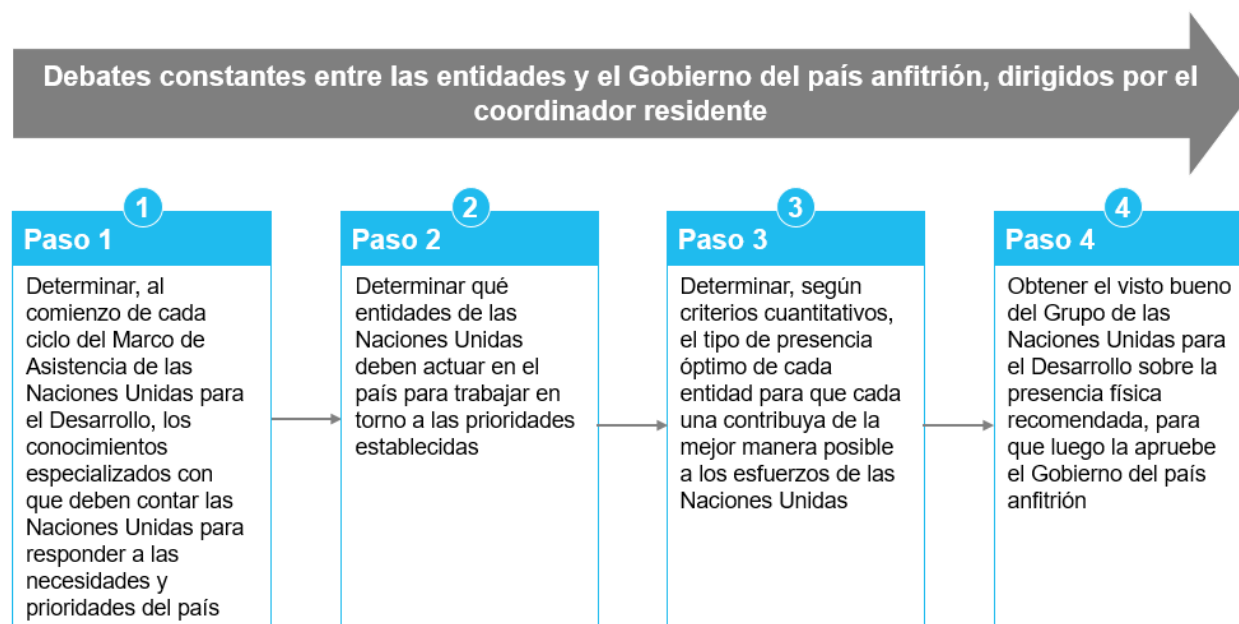 Debates constantes entre las entidades y el Gobierno del país anfitrión, dirigidos por el
coordinador residente
1
Paso 1
Determinar, al
comienzo de cada
ciclo del Marco de
Asistencia de las
Naciones Unidas para
el Desarrollo, los
conocimientos
especializados con
que deben contar las
Naciones Unidas para
responder a las
necesidades y
prioridades del país
2
Paso 2
Determinar qué
entidades de las
Naciones Unidas
deben actuar en el
país para trabajar en
torno a las prioridades
establecidas
3
Paso 3
Determinar, según
criterios cuantitativos,
el tipo de presencia
óptimo de cada
entidad para que cada
una contribuya de la
mejor manera posible
a los esfuerzos de las
Naciones Unidas
4
Paso 4
Obtener el visto bueno
del Grupo de las
Naciones Unidas para
el Desarrollo sobre la
presencia física
recomendada, para
que luego la apruebe
el Gobierno del país
anfitrión